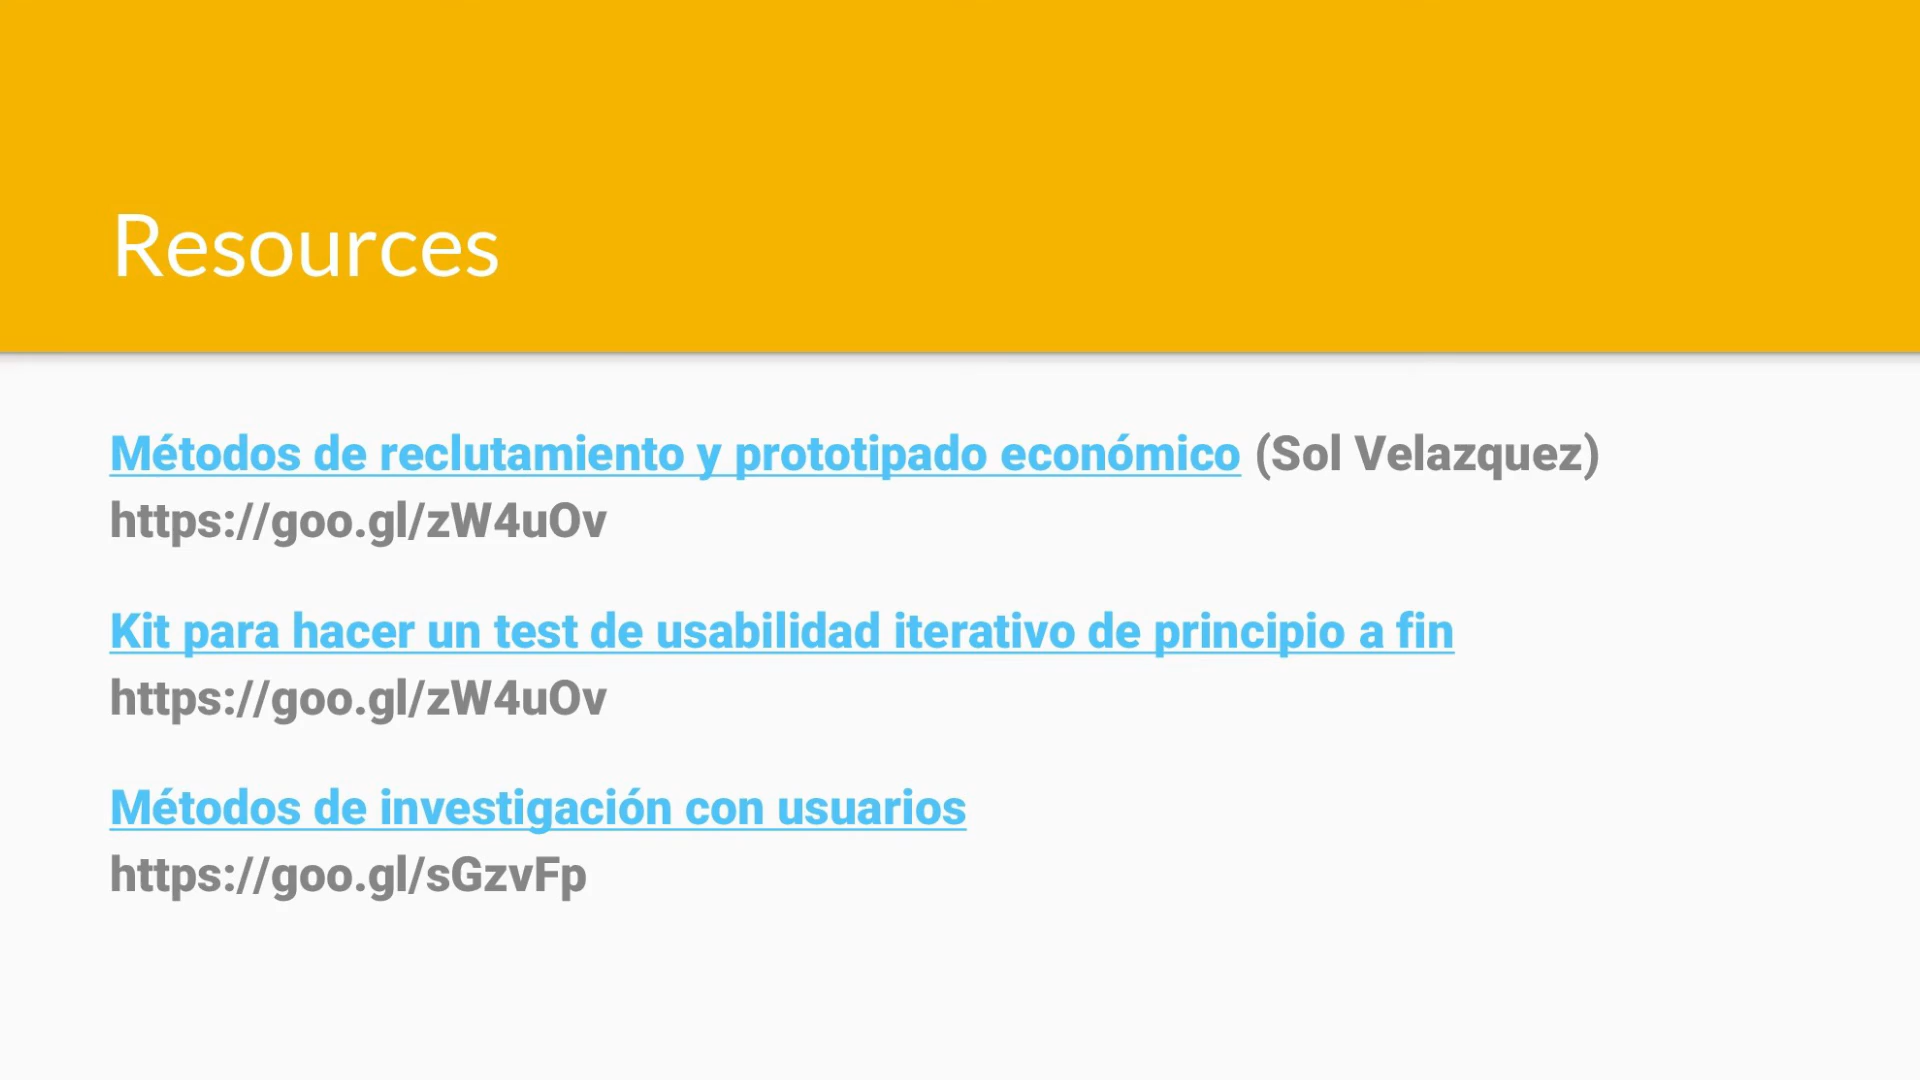 Resources
Métodos de reclutamiento y prototipado económico (Sol Velazquez)
https://goo.gl/zW4uOv
Kit para hacer un test de usabilidad iterativo de principio a fin
https://goo.gl/zW4uOv
Métodos de investigación con usuarios
https://goo.gl/sGzvFp